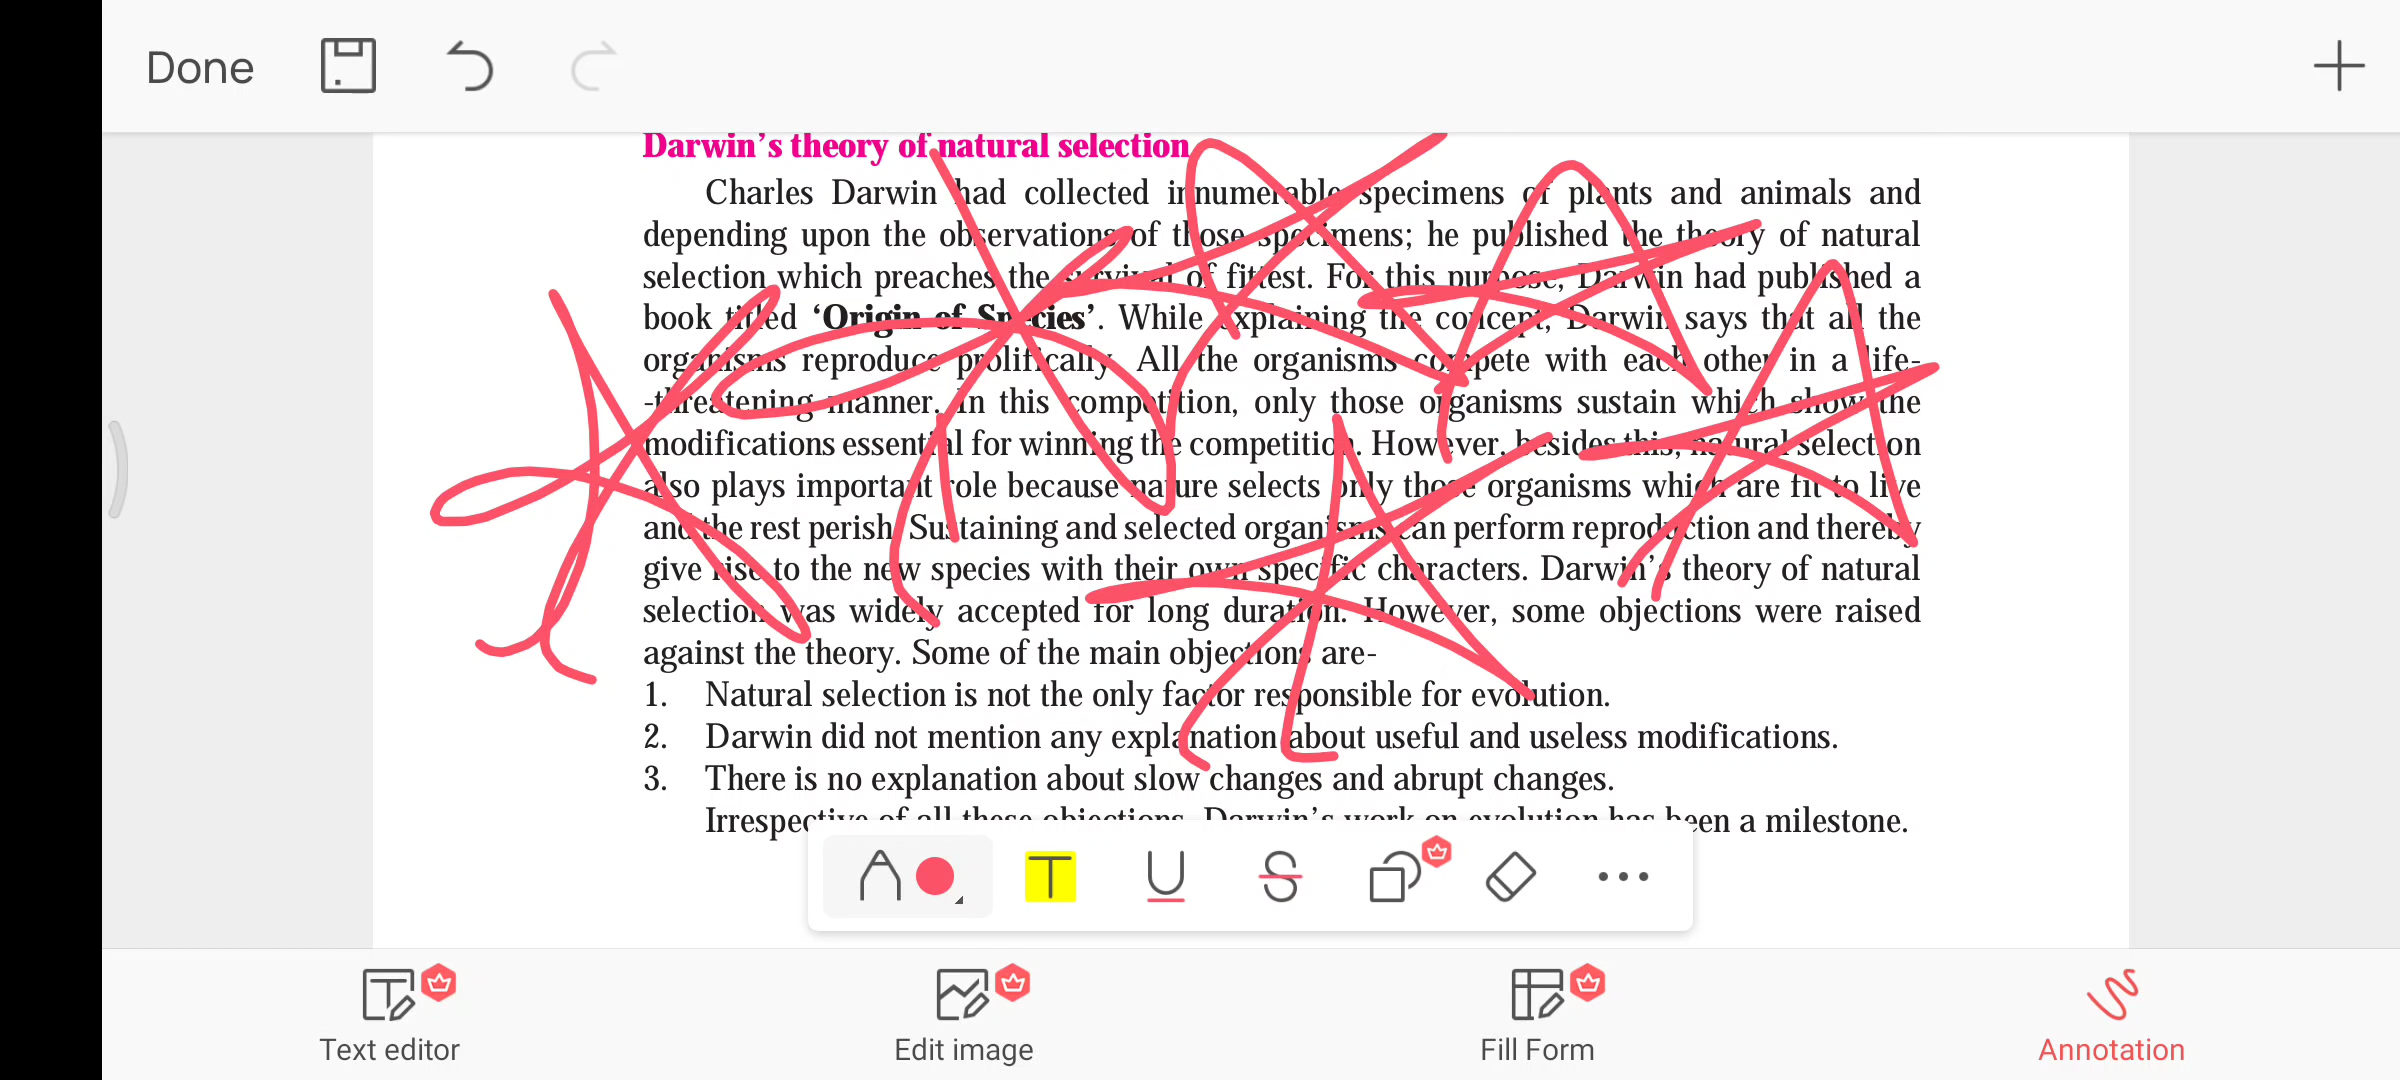 Done
Darwin's theory of natural selection
Charles Darwin had collected innumerable specimens of plants and animals and
depending upon the observations of those specimens; he published the theory of natural
selection which preaches the survival of fittest. For this purpose, Darwin had published a
book titled ‘Origin of Species’. While explaining the concept, Darwin says that all the
organisms reproduce prolifically. All the organisms compete with each other in a life-
-threatening manner. In this competition, only those organisms sustain which show the
modifications essential for winning the competition. However, besides this, natural selection
also plays important role because nature selects only those organisms which are fit to live
and the rest perish. Sustaining and selected organisms can perform reproduction and thereby
give rise to the new species with their own specific characters. Darwin's theory of natural
selection was widely accepted for long duration. However, some objections were raised
against the theory. Some of the main objections are-
1. Natural selection is not the only factor responsible for evolution.
2. Darwin did not mention any explanation about useful and useless modifications.
3. There is no explanation about slow changes and abrupt changes.
Irrespective of all these objections, Darwin's work on evolution has been a milestone.
Text editor
Edit image
Fill Form
Annotation